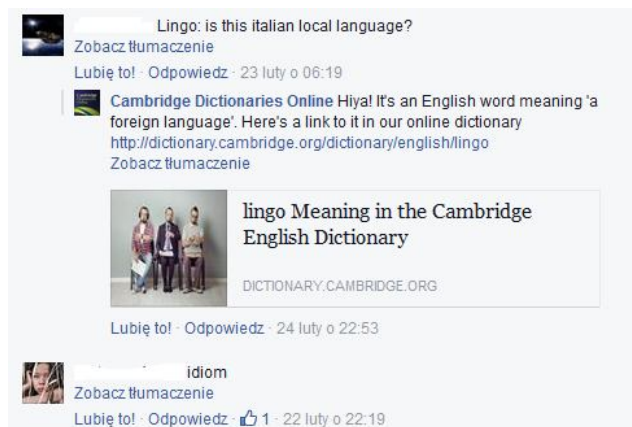 Lingo: is this italian local language?
Zobacz tłumaczenie
Lubię to! · Odpowiedz · 23 luty o 06:19
Cambridge Dictionaries Online Hiya! It's an English word meaning 'a
foreign language'. Here's a link to it in our online dictionary
http://dictionary.cambridge.org/dictionary/english/lingo
Zobacz tłumaczenie
lingo Meaning in the Cambridge
English Dictionary
DICTIONARY.CAMBRIDGE.ORG
Lubię to! · Odpowiedz · 24 luty o 22:53
idiom
Zobacz tłumaczenie
Lubię to! · Odpowiedz · 1 · 22 luty o 22:19